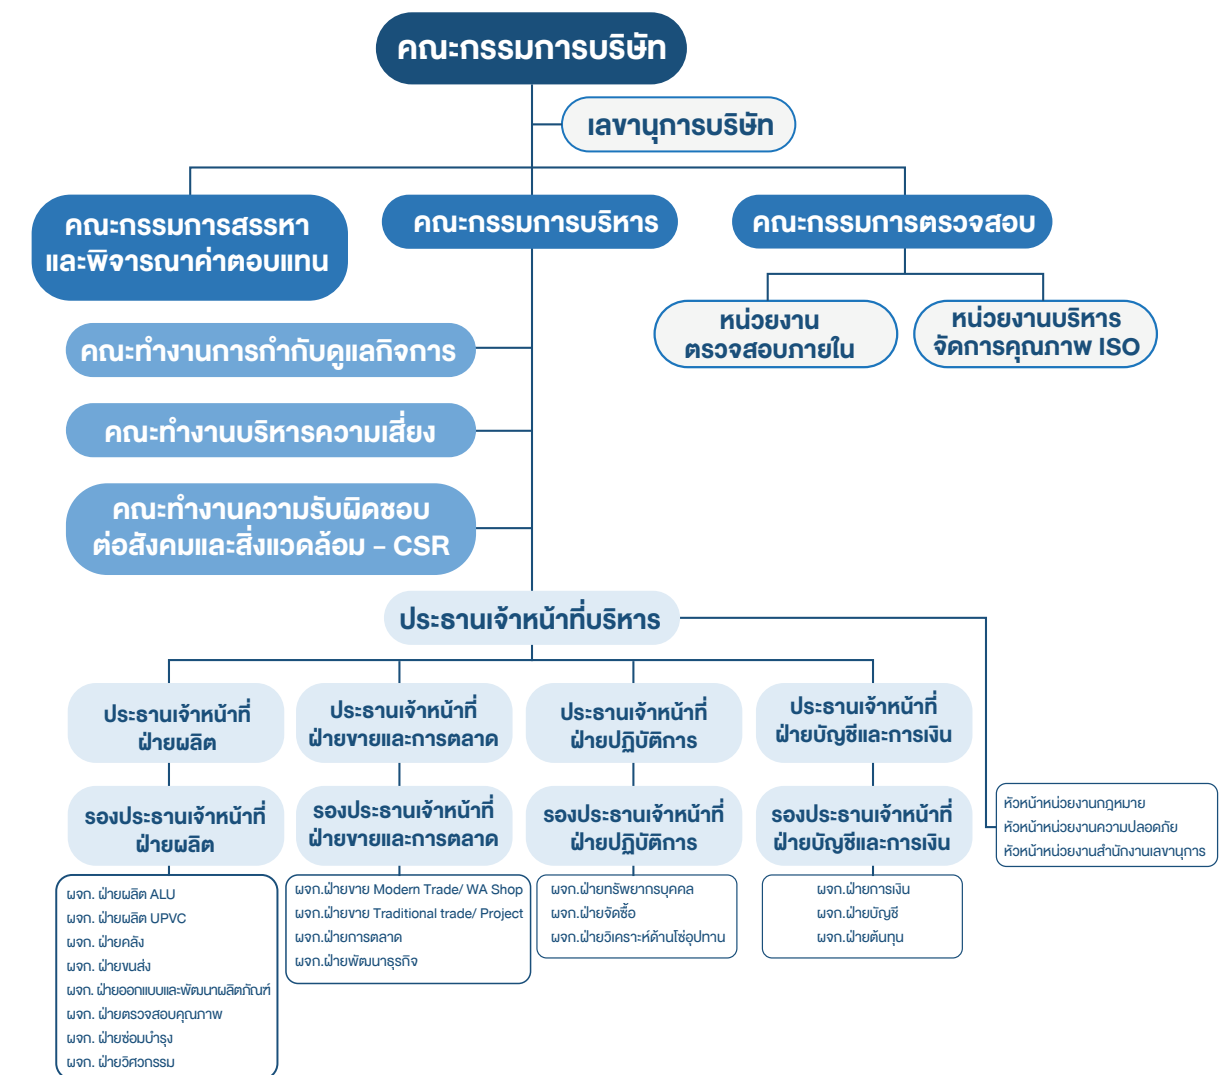 คณะกรรมการบริษัท
เลขานุการบริษัท
คณะกรรมการสรรหา
และพิจารณาค่าตอบแทน
คณะกรรมการบริหาร
คณะกรรมการตรวจสอบ
หน่วยงาน
ตรวจสอบภายใน
หน่วยงานบริหาร
จัดการคุณภาพ ISO
คณะทำงานการกำกับดูแลกิจการ
คณะทำงานบริหารความเสี่ยง
คณะทำงานความรับผิดชอบ
ต่อสังคมและสิ่งแวดล้อม - CSR
ประธานเจ้าหน้าที่บริหาร
ประธานเจ้าหน้าที่
ฝ่ายผลิต
ประธานเจ้าหน้าที่
ฝ่ายขายและการตลาด
ประธานเจ้าหน้าที่
ฝ่ายปฏิบัติการ
ประธานเจ้าหน้าที่
ฝ่ายบัญชีและการเงิน
รองประธานเจ้าหน้าที่
ฝ่ายผลิต
รองประธานเจ้าหน้าที่
ฝ่ายขายและการตลาด
รองประธานเจ้าหน้าที่
ฝ่ายปฏิบัติการ
รองประธานเจ้าหน้าที่
ฝ่ายบัญชีและการเงิน
หัวหน้าหน่วยงานกฎหมาย
หัวหน้าหน่วยงานความปลอดภัย
หัวหน้าหน่วยงานสำนักงานเลขานุการ
ผจก. ฝ่ายผลิต ALU
ผจก. ฝ่ายผลิต UPVC
ผจก. ฝ่ายคลัง
ผจก. ฝ่ายขนส่ง
ผจก. ฝ่ายออกแบบและพัฒนาผลิตภัณฑ์
ผจก. ฝ่ายตรวจสอบคุณภาพ
ผจก. ฝ่ายซ่อมบำรุง
ผจก. ฝ่ายวิศวกรรม
ผจก.ฝ่ายขาย Modern Trade/ WA Shop
ผจก.ฝ่ายขาย Traditional trade/ Project
ผจก.ฝ่ายการตลาด
ผจก.ฝ่ายพัฒนาธุรกิจ
ผจก.ฝ่ายทรัพยากรบุคคล
ผจก.ฝ่ายจัดซื้อ
ผจก.ฝ่ายวิเคราะห์ด้านโซ่อุปทาน
ผจก.ฝ่ายการเงิน
ผจก.ฝ่ายบัญชี
ผจก.ฝ่ายต้นทุน